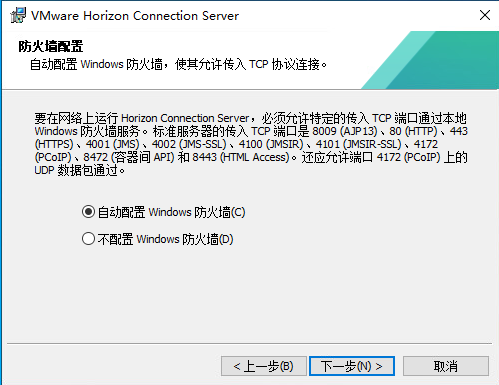 VMware Horizon Connection Server
防火墙配置
自动配置 Windows 防火墙，使其允许传入 TCP 协议连接。
要在网络上运行 Horizon Connection Server，必须允许特定的传入 TCP 端口通过本地
Windows 防火墙服务。标准服务器的传入 TCP 端口是 8009 (AJP13)、80 (HTTP)、443
(HTTPS)、4001 (JMS)、4002 (JMS-SSL)、4100 (JMSIR)、4101 (JMSIR-SSL)、4172
(PCoIP)、8472 (容器间 API) 和 8443 (HTML Access)。还应允许端口 4172 (PCoIP) 上的
UDP 数据包通过。
自动配置 Windows 防火墙(C)
不配置 Windows 防火墙(D)
< 上一步(B)
下一步(N) >
取消